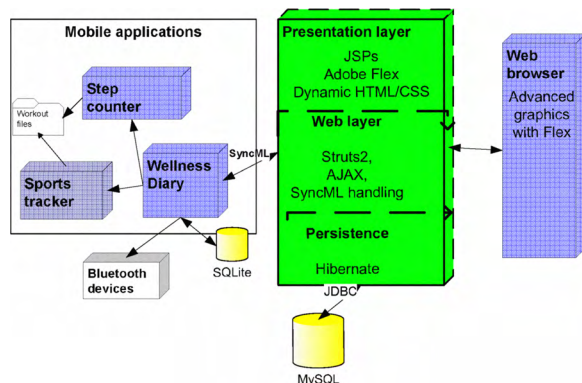 Mobile applications
Step
counter
Workout
files
Sports
tracker
Wellness
Diary
SyncML
Bluetooth
devices
SQLite
Presentation layer
JSPs
Adobe Flex
Dynamic HTML/CSS
Web layer
Struts2,
AJAX,
SyncML handling
Persistence
Hibernate
JDBC
MySQL
Web
browser
Advanced
graphics
with Flex